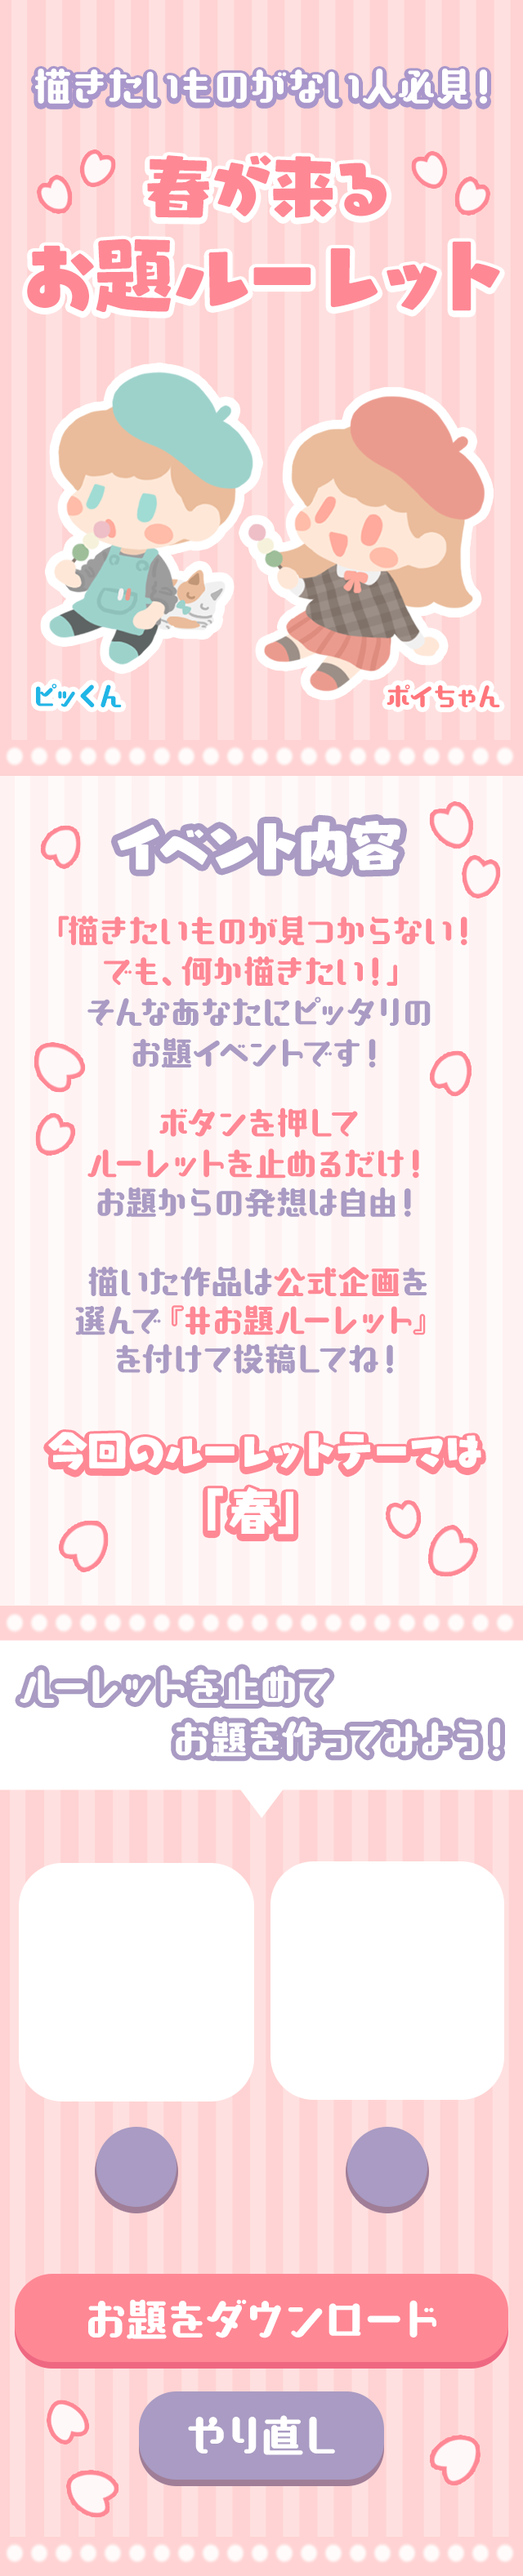 描きたいものがない人必見！
春が来る
お題ルーレット
ピッくん
ポイちゃん
イベント内容
「描きたいものが見つからない！
でも、何か描きたい！」
そんなあなたにピッタリの
お題イベントです！
ボタンを押して
ルーレットを止めるだけ！
お題からの発想は自由！
描いた作品は公式企画を
選んで『#お題ルーレット』
を付けて投稿してね！
今回のルーレットテーマは
「春」
ルーレットを止めて
お題を作ってみよう！
お題をダウンロード
やり直し